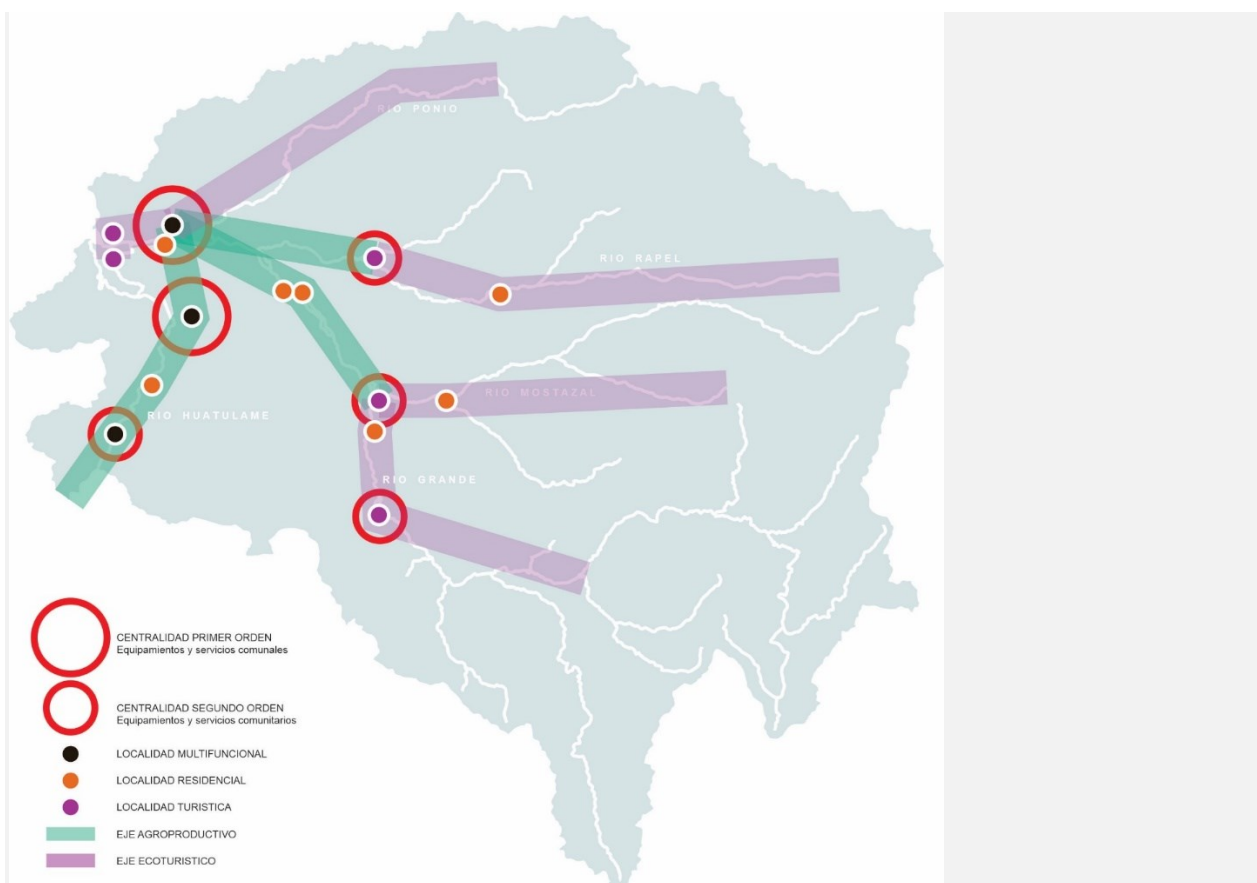 RIO PONIO
RIO RAPEL
RIO MOSTAZAL
RIO HUATULAME
RIO GRANDE
CENTRALIDAD PRIMER ORDEN
Equipamientos y servicios comunales
CENTRALIDAD SEGUNDO ORDEN
Equipamientos y servicios comunitarios
LOCALIDAD MULTIFUNCIONAL
LOCALIDAD RESIDENCIAL
LOCALIDAD TURISTICA
EJE AGROPRODUCTIVO
EJE ECOTURISTICO